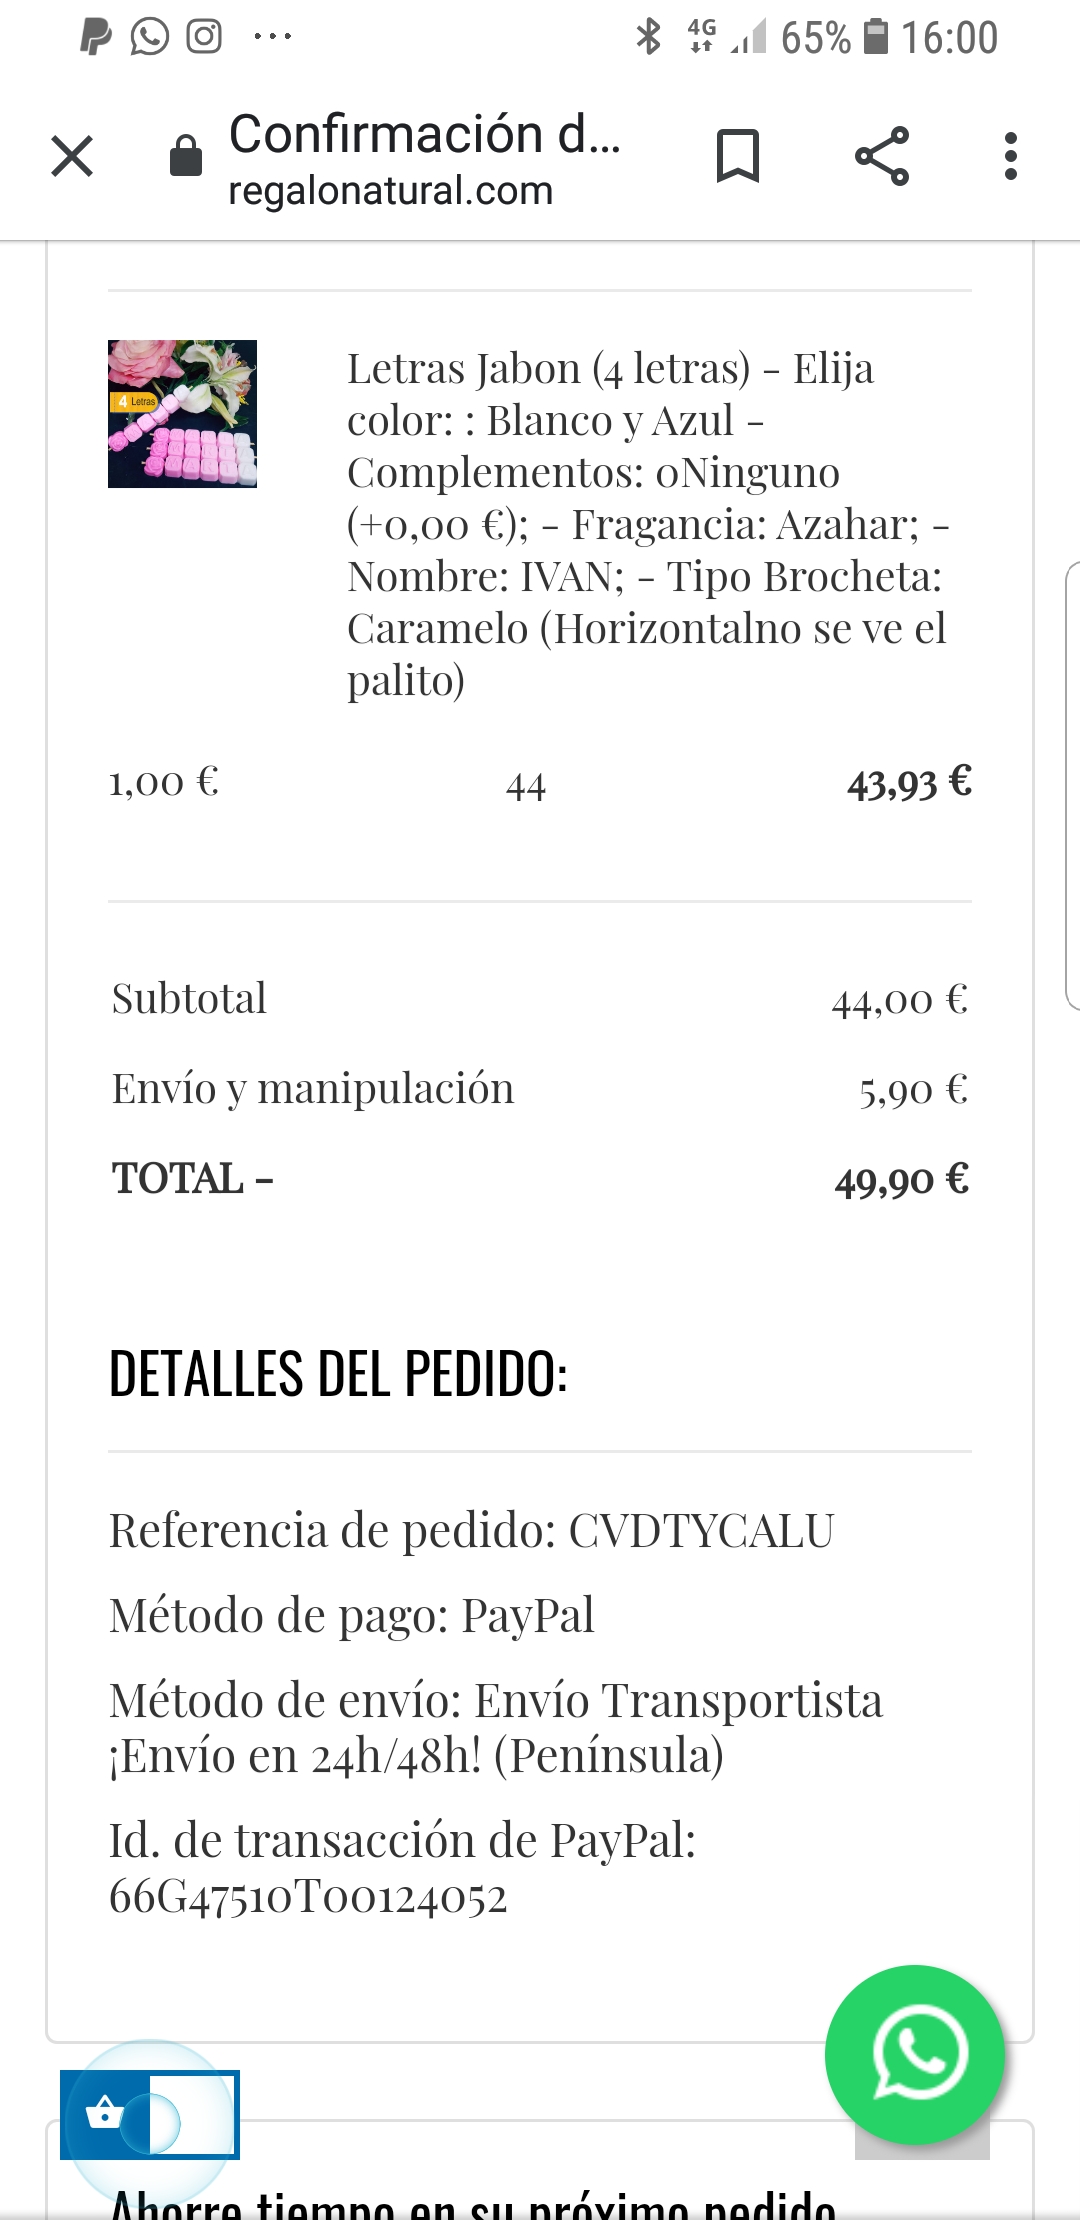 4G 65% 16:00
Confirmación d...
regalonatural.com
4 Letras
Letras Jabon (4 letras) - Elija
color: : Blanco y Azul -
Complementos: 0Ninguno
(+0,00 €); - Fragancia: Azahar; -
Nombre: IVAN; - Tipo Brocheta:
Caramelo (Horizontalno se ve el
palito)
1,00 € 44 43,93 €
Subtotal 44,00 €
Envío y manipulación 5,90 €
TOTAL - 49,90 €
DETALLES DEL PEDIDO:
Referencia de pedido: CVDTYCALU
Método de pago: PayPal
Método de envío: Envío Transportista
¡Envío en 24h/48h! (Península)
Id. de transacción de PayPal:
66G47510T00124052
Ahorre tiempo en su próximo pedido